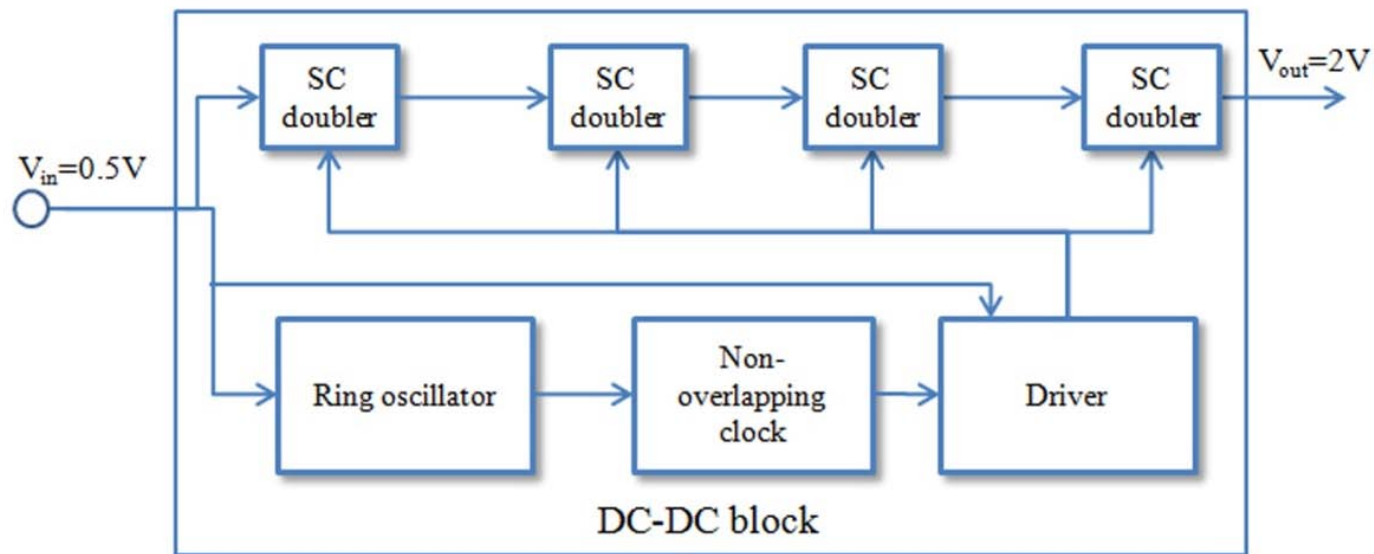 SC
doubler
SC
doubler
SC
doubler
SC
doubler
Vout=2V
Vin=0.5V
Ring oscillator
Non-
overlapping
clock
Driver
DC-DC block